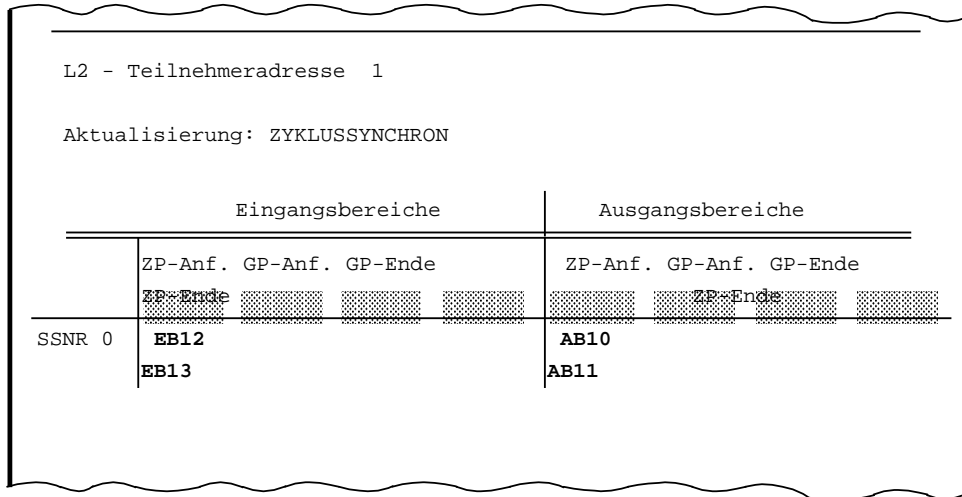 L2 - Teilnehmeradresse 1
Aktualisierung: ZYKLUSSYNCHRON
Eingangsbereiche Ausgangsbereiche
ZP-Anf. GP-Anf. GP-Ende ZP-Anf. GP-Anf. GP-Ende
ZP-Ende ZP-Ende
SSNR 0 EB12 AB10
EB13 AB11